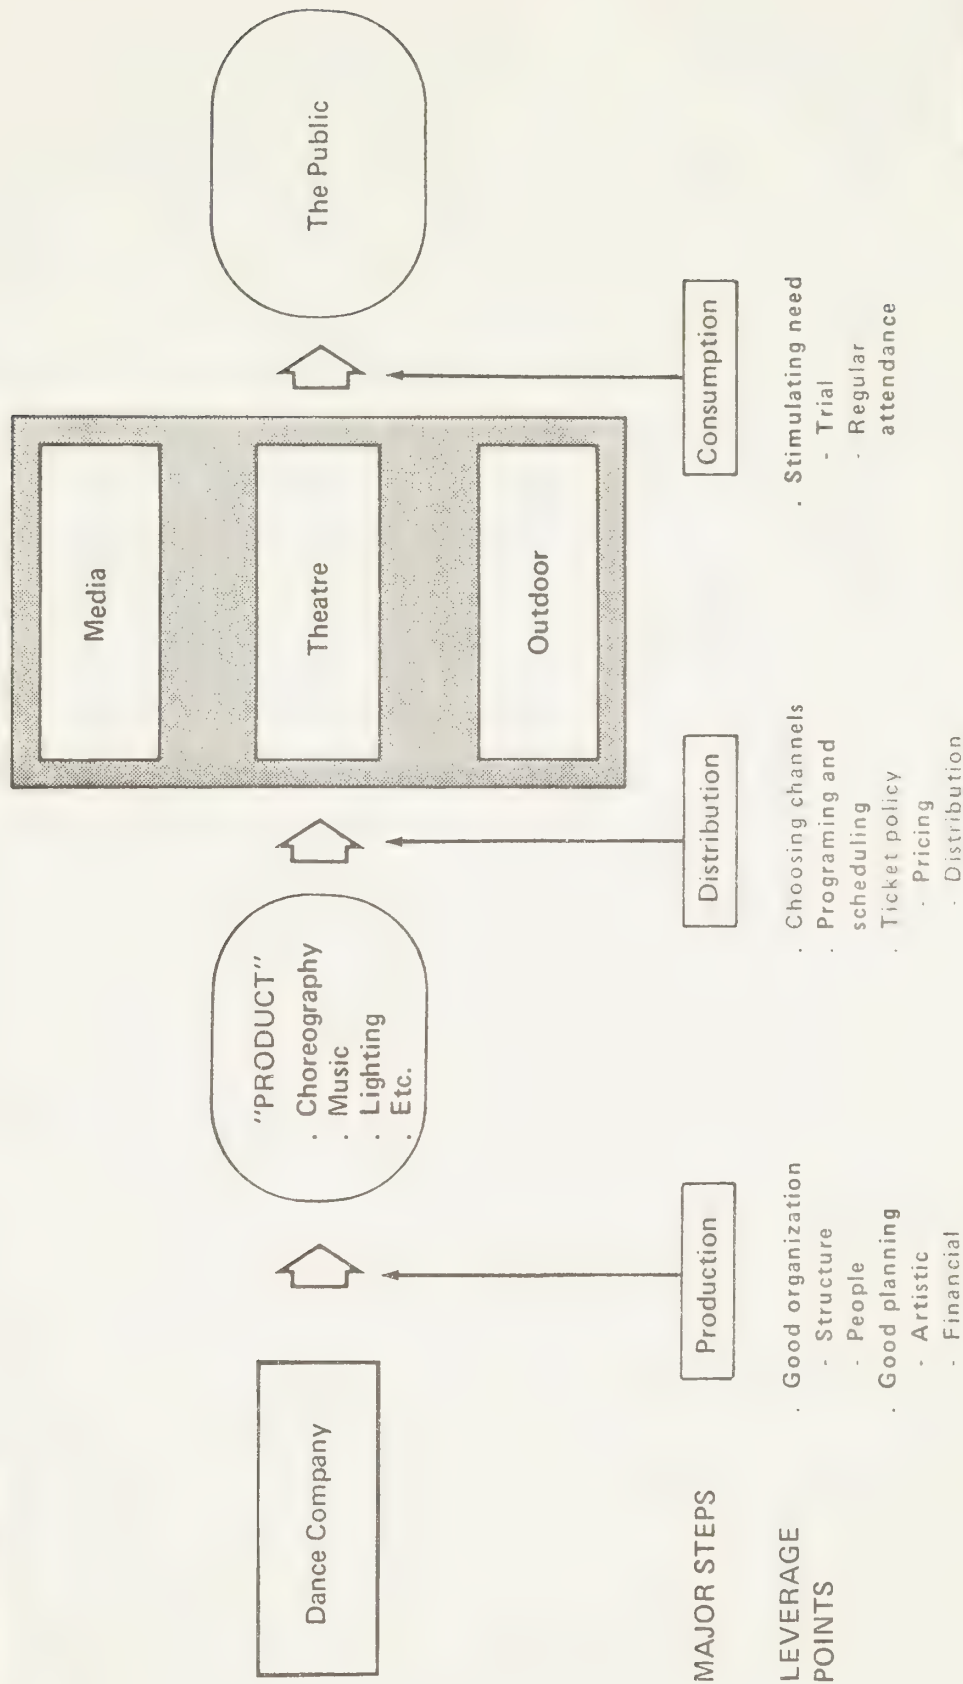 Dance Company
"PRODUCT"
. Choreography
. Music
. Lighting
. Etc.
Media
Theatre
Outdoor
The Public
MAJOR STEPS
Production
Distribution
Consumption
LEVERAGE
POINTS
. Good organization
- Structure
- People
. Good planning
- Artistic
- Financial
. Choosing channels
. Programing and
scheduling
. Ticket policy
- Pricing
- Distribution
. Stimulating need
- Trial
- Regular
attendance